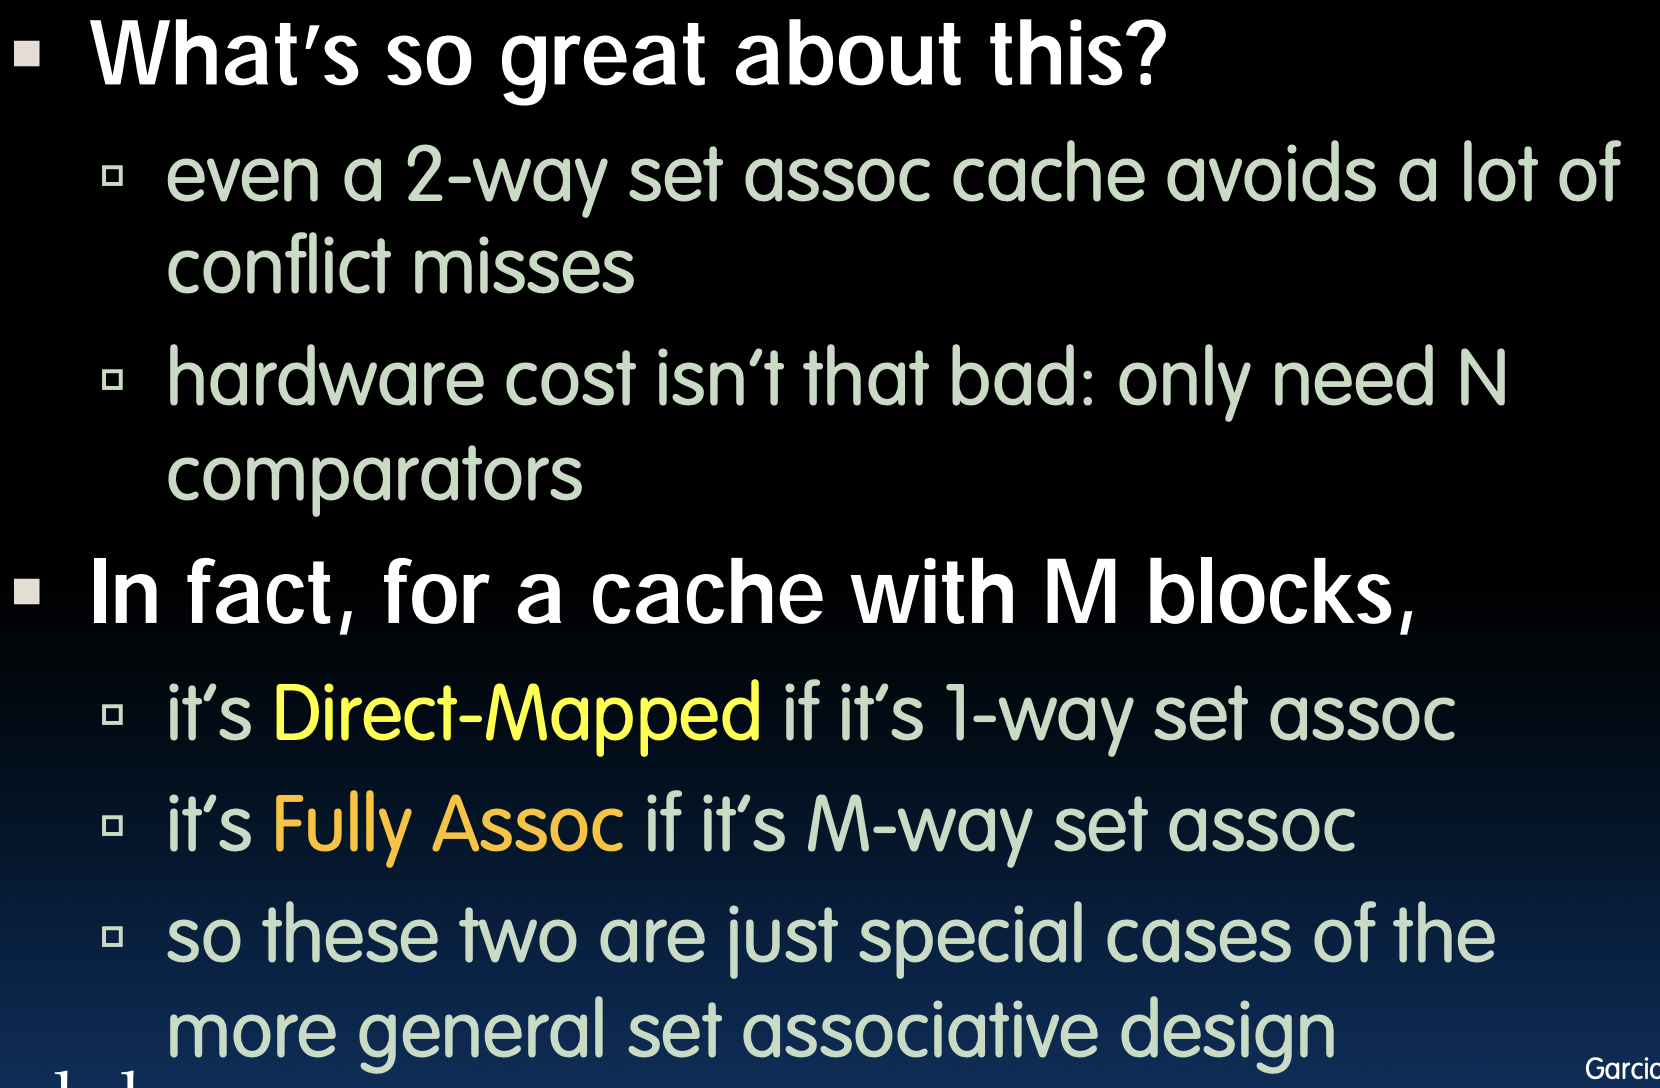 What's so great about this?
even a 2-way set assoc cache avoids a lot of
conflict misses
hardware cost isn't that bad: only need N
comparators
In fact, for a cache with M blocks,
it's Direct-Mapped if it's 1-way set assoc
it's Fully Assoc if it's M-way set assoc
so these two are just special cases of the
more general set associative design